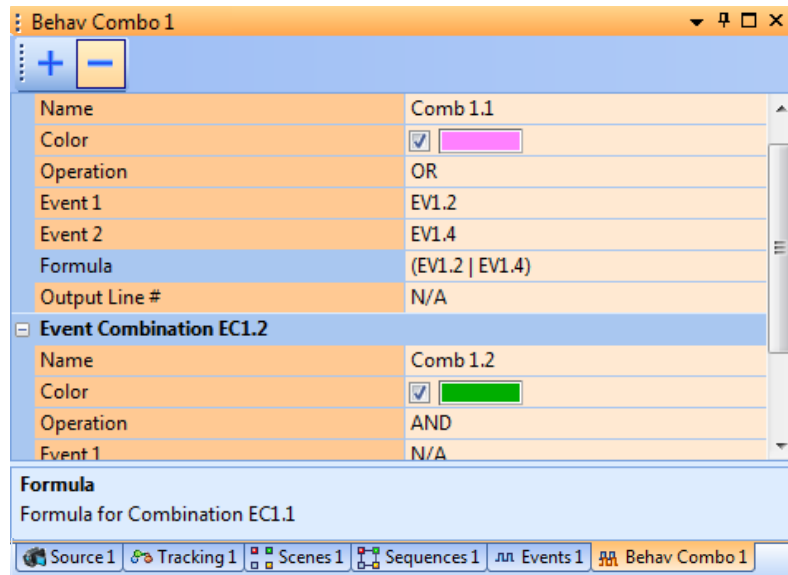 Behav Combo 1
Name Comb 1.1
Color
Operation OR
Event 1 EV1.2
Event 2 EV1.4
Formula (EV1.2 | EV1.4)
Output Line # N/A
Event Combination EC1.2
Name Comb 1.2
Color
Operation AND
Event 1 N/A
Formula
Formula for Combination EC1.1
Source 1 Tracking 1 Scenes 1 Sequences 1 Events 1 Behav Combo 1